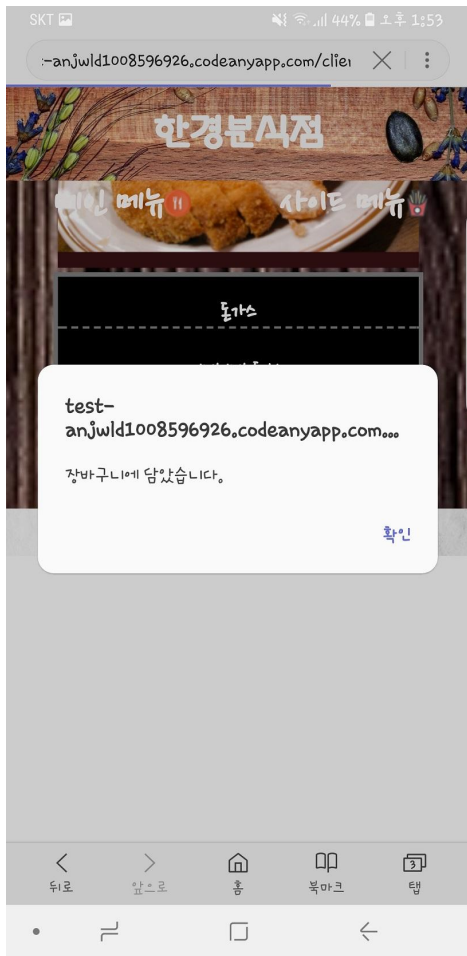 SKT 44% 오후 1:53
:-anjwld1008596926.codeanyapp.com/clien
한경분식점
메인 메뉴 사이드 메뉴
돈가스
test-
anjwld1008596926.codeanyapp.com...
장바구니에 담았습니다.
확인
3
뒤로 앞으로 홈 북마크 탭